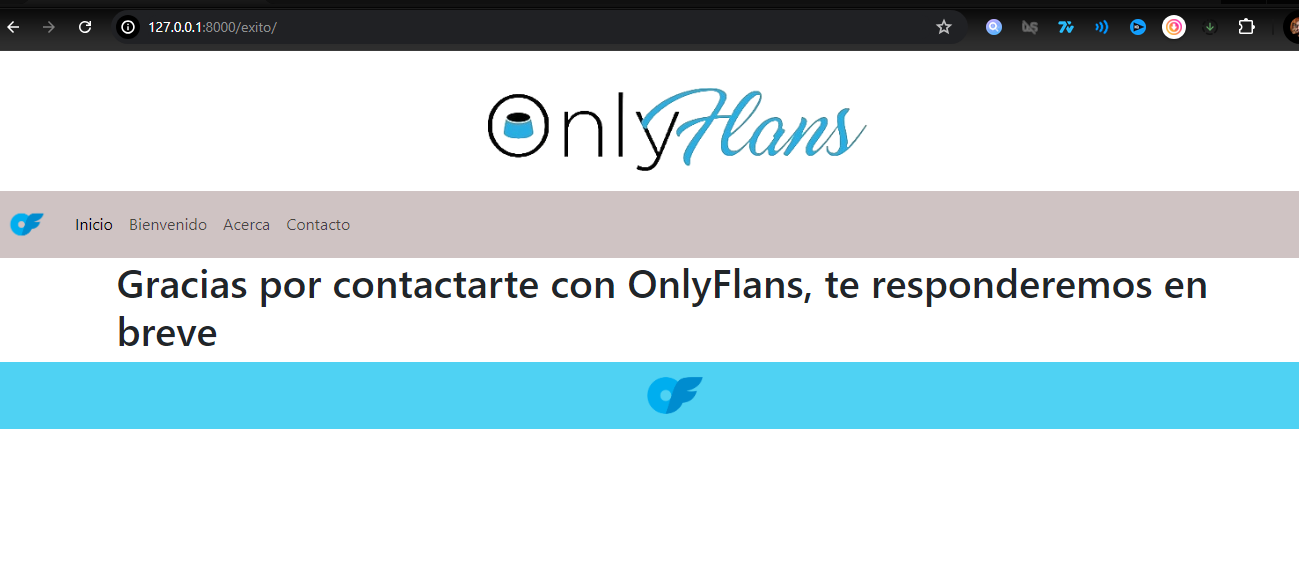 127.0.0.1:8000/exito/
OnlyFlans
Inicio Bienvenido Acerca Contacto
Gracias por contactarte con OnlyFlans, te responderemos en
breve